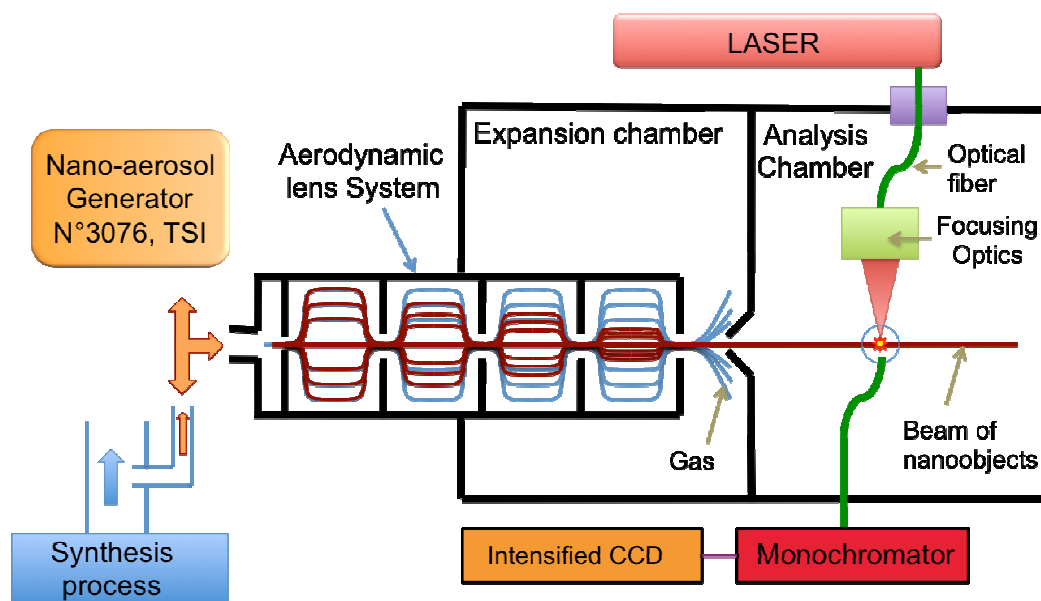 LASER
Nano-aerosol
Generator
N°3076, TSI
Aerodynamic
lens System
Expansion chamber
Analysis
Chamber
Optical
fiber
Focusing
Optics
Gas
Beam of
nanoobjects
Synthesis
process
Intensified CCD
Monochromator